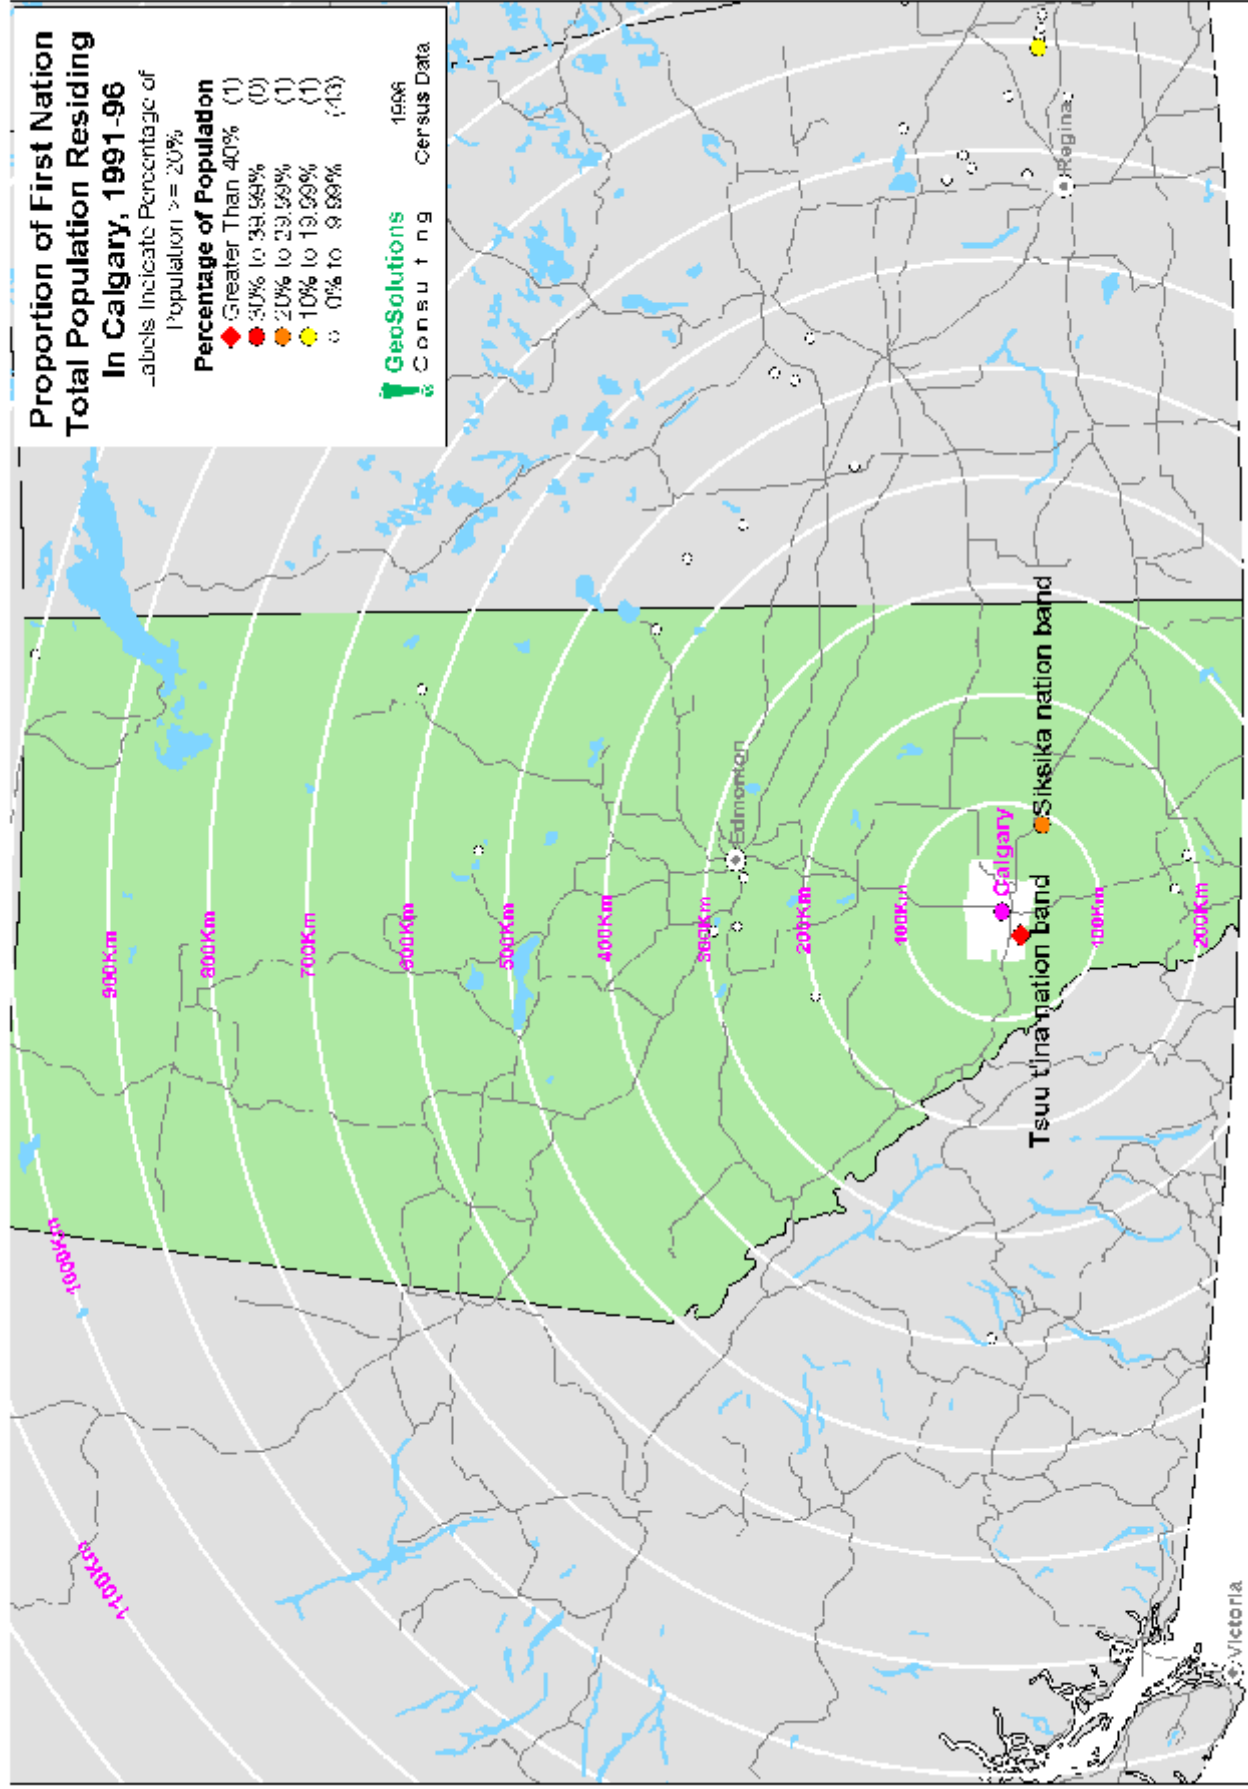 Proportion of First Nation
Total Population Residing
In Calgary, 1991-96
Labels Indicate Percentage of
Population >= 20%
Percentage of Population
Greater Than 40% (1)
30% to 39.99% (0)
20% to 29.99% (1)
10% to 19.99% (1)
0% to 9.99% (43)
GeoSolutions 1996
Consulting Census Data
1100Km
1000Km
900Km
800Km
700Km
600Km
500Km
400Km
300Km
200Km
100Km
100Km
200Km
Edmonton
Calgary
Regina
Victoria
Tsuu t'ina nation band
Siksika nation band